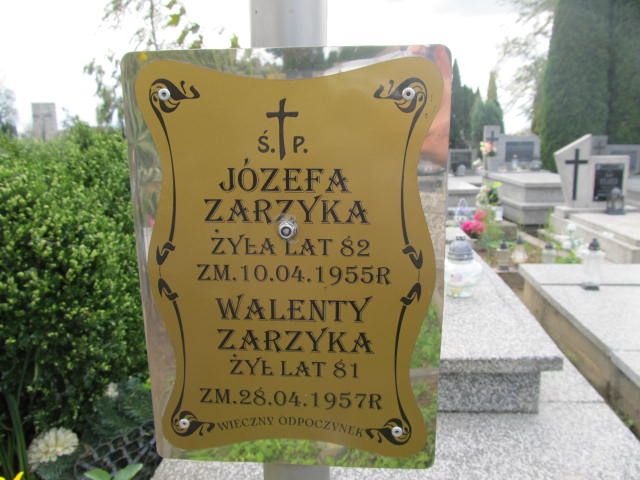 Ś. P.
JÓZEFA
ZARZYKA
ŻYŁA LAT 82
ZM.10.04.1955R
WALENTY
ZARZYKA
ŻYŁ LAT 81
ZM.28.04.1957R
WIECZNY ODPOCZYNEK